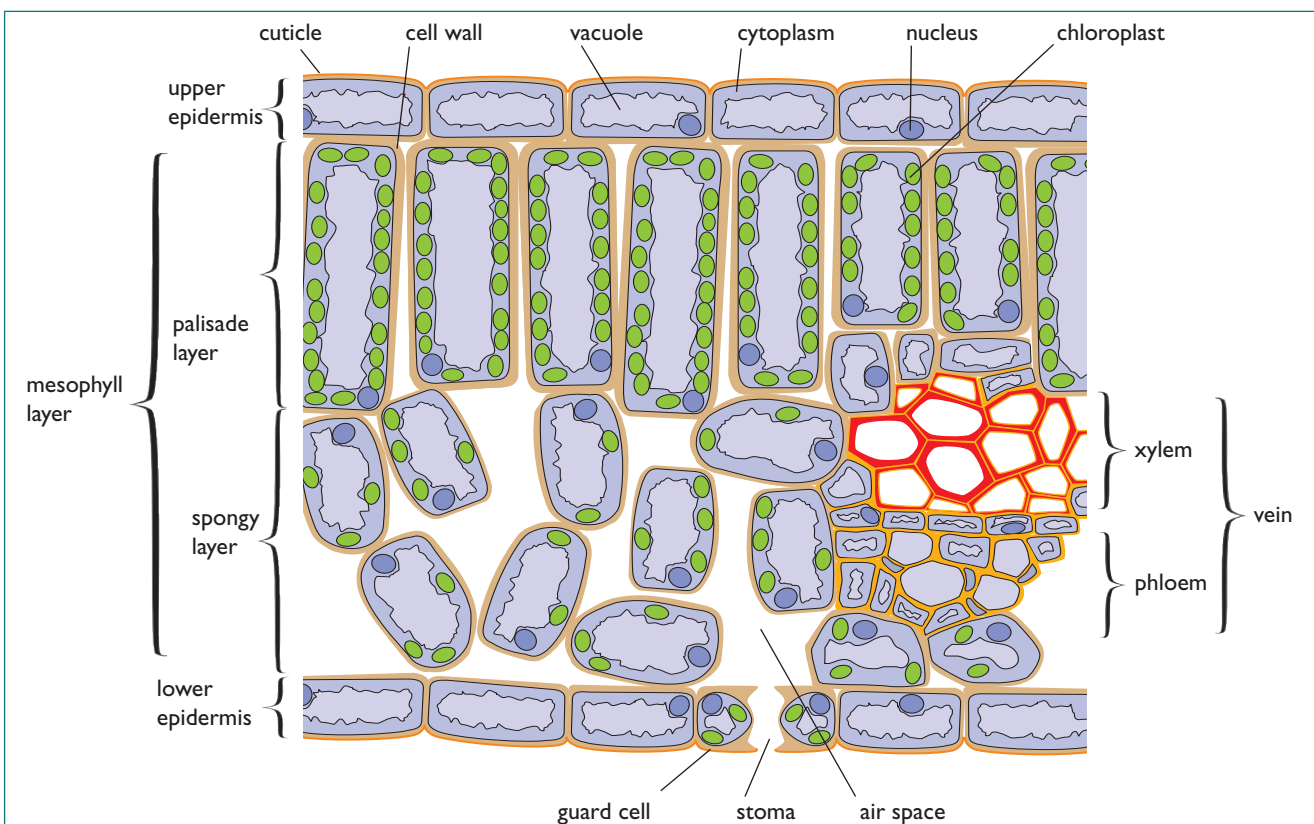 cuticle
cell wall
vacuole
cytoplasm
nucleus
chloroplast
upper
epidermis
palisade
layer
mesophyll
layer
xylem
vein
spongy
layer
phloem
lower
epidermis
guard cell
stoma
air space